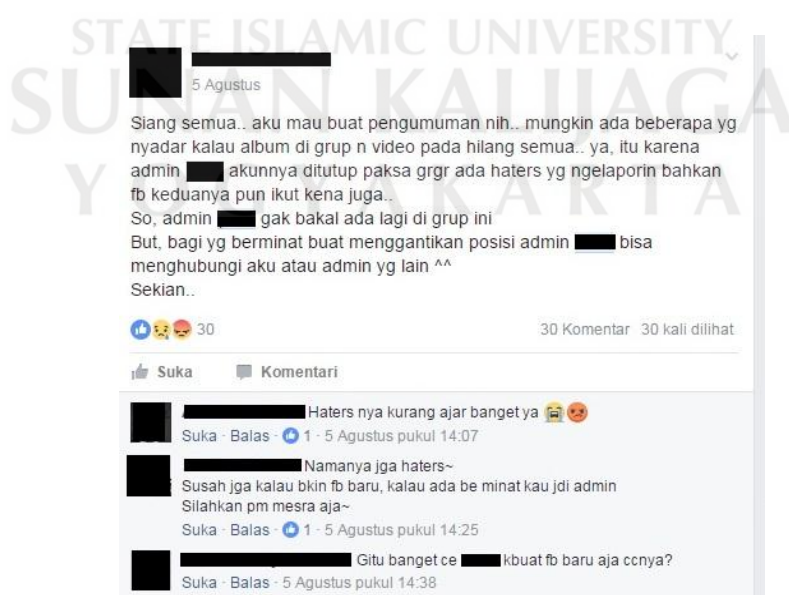 STATE ISLAMIC UNIVERSITY
SUNAN KALIJAGA
YOGYAKARTA
5 Agustus
Siang semua.. aku mau buat pengumuman nih.. mungkin ada beberapa yg
nyadar kalau album di grup n video pada hilang semua.. ya, itu karena
admin akunnya ditutup paksa grgr ada haters yg ngelaporin bahkan
fb keduanya pun ikut kena juga..
So, admin gak bakal ada lagi di grup ini
But, bagi yg berminat buat menggantikan posisi admin bisa
menghubungi aku atau admin yg lain ^^
Sekian..
30
30 Komentar 30 kali dilihat
Suka Komentari
Haters nya kurang ajar banget ya
Suka · Balas · 1 · 5 Agustus pukul 14:07
Namanya jga haters~
Susah jga kalau bkin fb baru, kalau ada be minat kau jdi admin
Silahkan pm mesra aja~
Suka · Balas · 1 · 5 Agustus pukul 14:25
Gitu banget ce kbuat fb baru aja ccnya?
Suka · Balas · 5 Agustus pukul 14:38